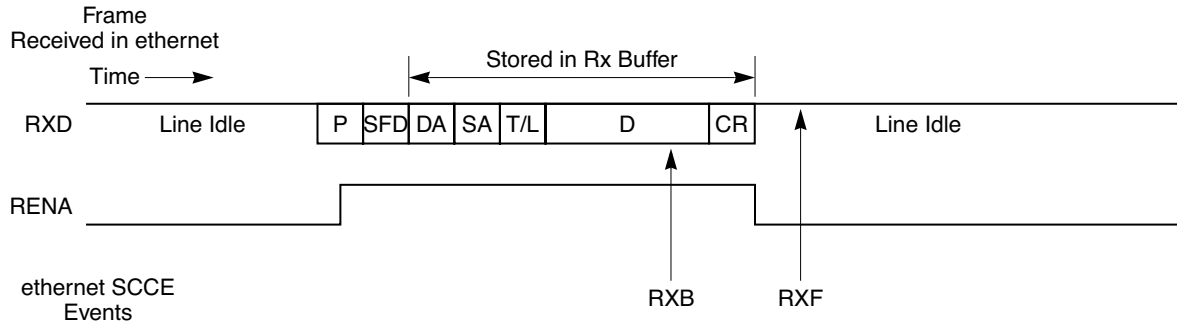 Frame
Received in ethernet
Time
Stored in Rx Buffer
RXD
Line Idle
P
SFD
DA
SA
T/L
D
CR
Line Idle
RENA
ethernet SCCE
Events
RXB
RXF